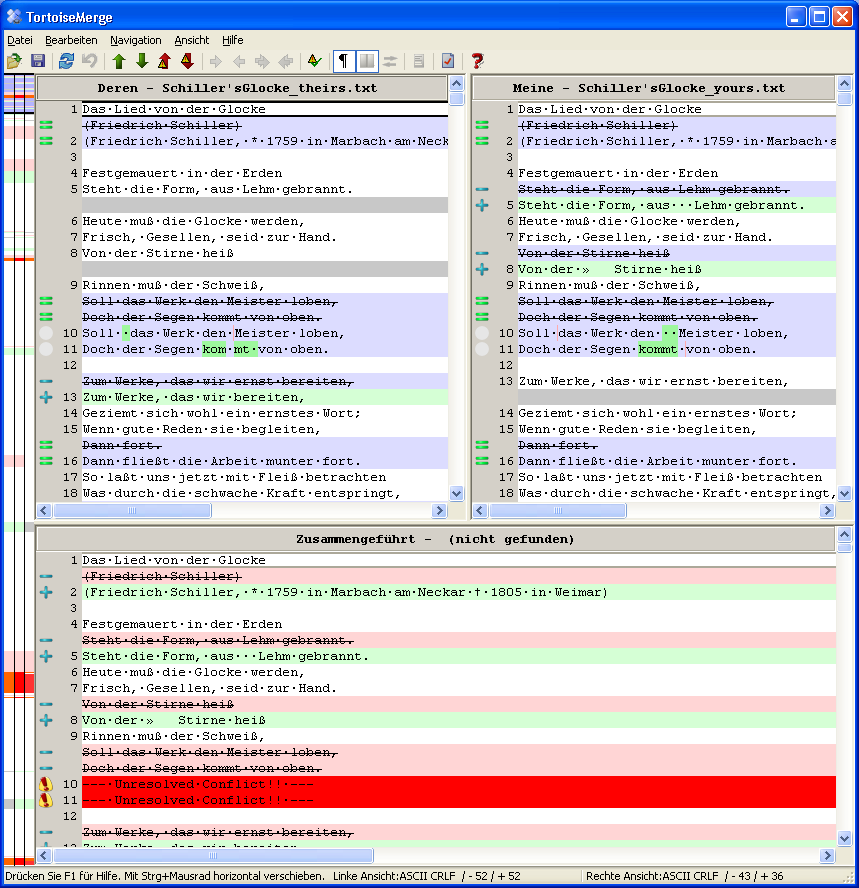 TortoiseMerge
Datei Bearbeiten Navigation Ansicht Hilfe
Deren - Schiller'sGlocke_theirs.txt
1 Das·Lied·von·der·Glocke
(Friedrich·Schiller)
2 (Friedrich·Schiller,·*·1759·in·Marbach·am·Neck
3
4 Festgemauert·in·der·Erden
5 Steht·die·Form,·aus·Lehm·gebrannt.
6 Heute·muß·die·Glocke·werden,
7 Frisch,·Gesellen,·seid·zur·Hand.
8 Von·der·Stirne·heiß
9 Rinnen·muß·der·Schweiß,
Soll·das·Werk·den·Meister·loben,
Doch·der·Segen·kommt·von·oben.
10 Soll··das·Werk·den·Meister·loben,
11 Doch·der·Segen·kom·mt·von·oben.
12
Zum·Werke,·das·wir·ernst·bereiten,
13 Zum·Werke,·das·wir·bereiten,
14 Geziemt·sich·wohl·ein·ernstes·Wort;
15 Wenn·gute·Reden·sie·begleiten,
Dann·fort.
16 Dann·fließt·die·Arbeit·munter·fort.
17 So·laßt·uns·jetzt·mit·Fleiß·betrachten
18 Was·durch·die·schwache·Kraft·entspringt,
Meine - Schiller'sGlocke_yours.txt
1 Das·Lied·von·der·Glocke
(Friedrich·Schiller)
2 (Friedrich·Schiller,·*·1759·in·Marbach·a
3
4 Festgemauert·in·der·Erden
Steht·die·Form,·aus·Lehm·gebrannt.
5 Steht·die·Form,·aus···Lehm·gebrannt.
6 Heute·muß·die·Glocke·werden,
7 Frisch,·Gesellen,·seid·zur·Hand.
Von·der·Stirne·heiß
8 Von·der·» Stirne·heiß
9 Rinnen·muß·der·Schweiß,
Soll·das·Werk·den·Meister·loben,
Doch·der·Segen·kommt·von·oben.
10 Soll·das·Werk·den···Meister·loben,
11 Doch·der·Segen·kommt·von·oben.
12
13 Zum·Werke,·das·wir·ernst·bereiten,
14 Geziemt·sich·wohl·ein·ernstes·Wort;
15 Wenn·gute·Reden·sie·begleiten,
Dann·fort.
16 Dann·fließt·die·Arbeit·munter·fort.
17 So·laßt·uns·jetzt·mit·Fleiß·betrachten
18 Was·durch·die·schwache·Kraft·entspringt,
Zusammengeführt - (nicht gefunden)
1 Das·Lied·von·der·Glocke
(Friedrich·Schiller)
2 (Friedrich·Schiller,·*·1759·in·Marbach·am·Neckar·†·1805·in·Weimar)
3
4 Festgemauert·in·der·Erden
Steht·die·Form,·aus·Lehm·gebrannt.
5 Steht·die·Form,·aus···Lehm·gebrannt.
6 Heute·muß·die·Glocke·werden,
7 Frisch,·Gesellen,·seid·zur·Hand.
Von·der·Stirne·heiß
8 Von·der·» Stirne·heiß
9 Rinnen·muß·der·Schweiß,
Soll·das·Werk·den·Meister·loben,
Doch·der·Segen·kommt·von·oben.
10 ---·Unresolved·Conflict!!·---
11 ---·Unresolved·Conflict!!·---
12
Zum·Werke,·das·wir·ernst·bereiten,
Drücken Sie F1 für Hilfe. Mit Strg+Mausrad horizontal verschieben. Linke Ansicht:ASCII CRLF / - 52 / + 52 Rechte Ansicht:ASCII CRLF / - 43 / + 36